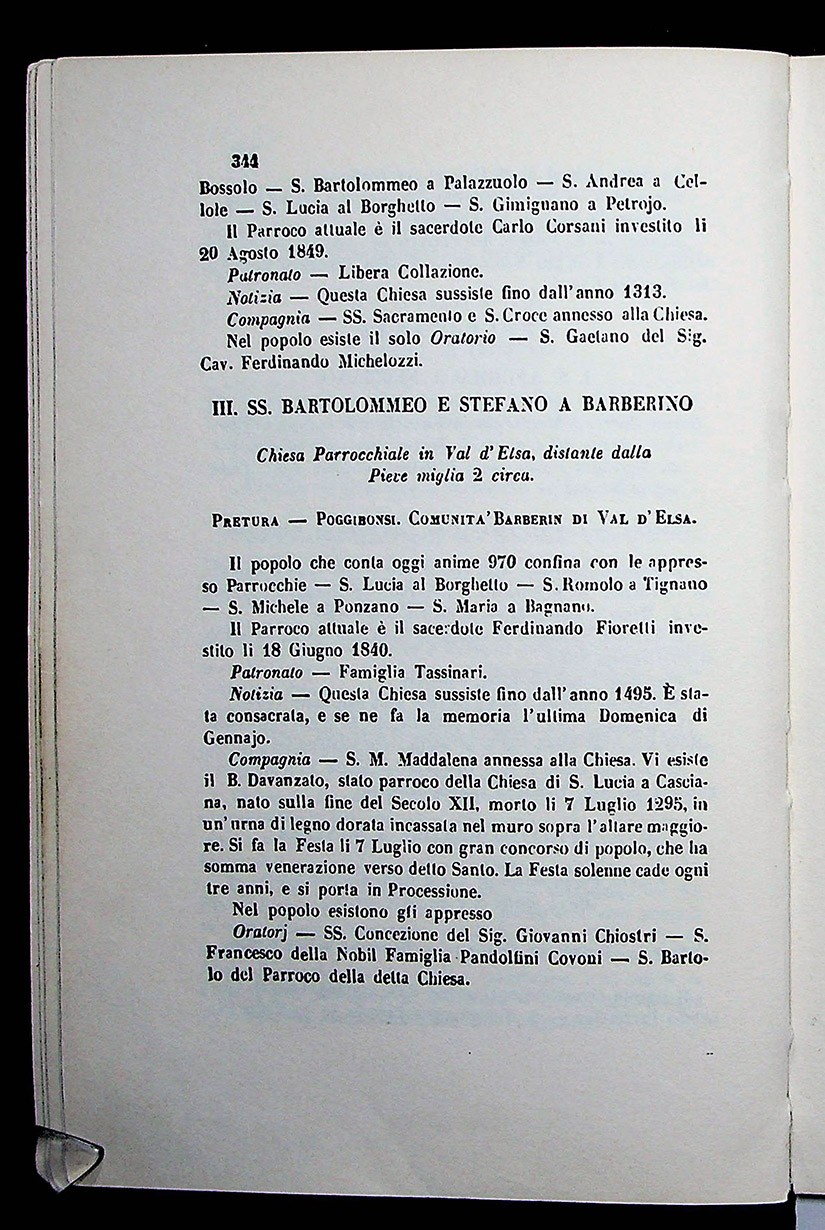 344
Bossolo — S. Bartolommeo a Palazzuolo — S. Andrea a Cel-
lole — S. Lucia al Borghetto — S. Gimignano a Petrojo.
Il Parroco attuale è il sacerdote Carlo Corsani investito li
20 Agosto 1849.
Patronato — Libera Collazione.
Notizia — Questa Chiesa sussiste fino dall'anno 1313.
Compagnia — SS. Sacramento e S. Croce annesso alla Chiesa.
Nel popolo esiste il solo Oratorio — S. Gaetano del Sig.
Cav. Ferdinando Michelozzi.
III. SS. BARTOLOMMEO E STEFANO A BARBERINO
Chiesa Parrocchiale in Val d'Elsa, distante dalla
Pieve miglia 2 circa.
PRETURA — POGGIBONSI. COMUNITA' BARBERIN DI VAL D'ELSA.
Il popolo che conta oggi anime 970 confina con le appres-
so Parrocchie — S. Lucia al Borghetto — S. Romolo a Tignano
— S. Michele a Ponzano — S. Maria a Bagnano.
Il Parroco attuale è il sacerdote Ferdinando Fioretti inve-
stito li 18 Giugno 1840.
Patronato — Famiglia Tassinari.
Notizia — Questa Chiesa sussiste fino dall'anno 1495. È sta-
ta consacrata, e se ne fa la memoria l'ultima Domenica di
Gennajo.
Compagnia — S. M. Maddalena annessa alla Chiesa. Vi esiste
il B. Davanzato, stato parroco della Chiesa di S. Lucia a Cascia-
na, nato sulla fine del Secolo XII, morto li 7 Luglio 1295, in
un'urna di legno dorata incassata nel muro sopra l'altare maggio-
re. Si fa la Festa li 7 Luglio con gran concorso di popolo, che ha
somma venerazione verso detto Santo. La Festa solenne cade ogni
tre anni, e si porta in Processione.
Nel popolo esistono gli appresso
Oratorj — SS. Concezione del Sig. Giovanni Chiostri — S.
Francesco della Nobil Famiglia Pandolfini Covoni — S. Barto-
lo del Parroco della detta Chiesa.